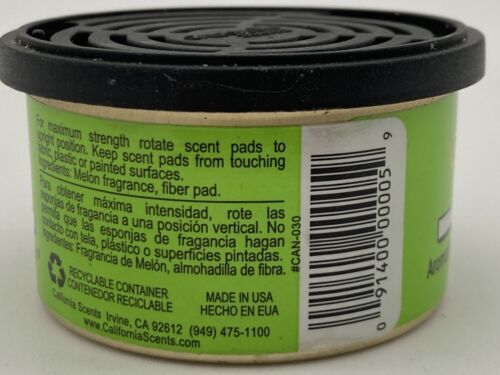 For maximum strength rotate scent pads to
upright position. Keep scent pads from touching
fabric, plastic or painted surfaces.
Ingredients: Melon fragrance, fiber pad.
Para obtener máxima intensidad, rote las
esponjas de fragancia a una posición vertical. No
permita que las esponjas de fragancia hagan
contacto con tela, plástico o superficies pintadas.
Ingredientes: Fragancia de Melón, almohadilla de fibra.
RECYCLABLE CONTAINER
CONTENEDOR RECICLABLE
MADE IN USA
HECHO EN EUA
California Scents Irvine, CA 92612 (949) 475-1100
www.CaliforniaScents.com
#CAN-030
0 91400 00005 9